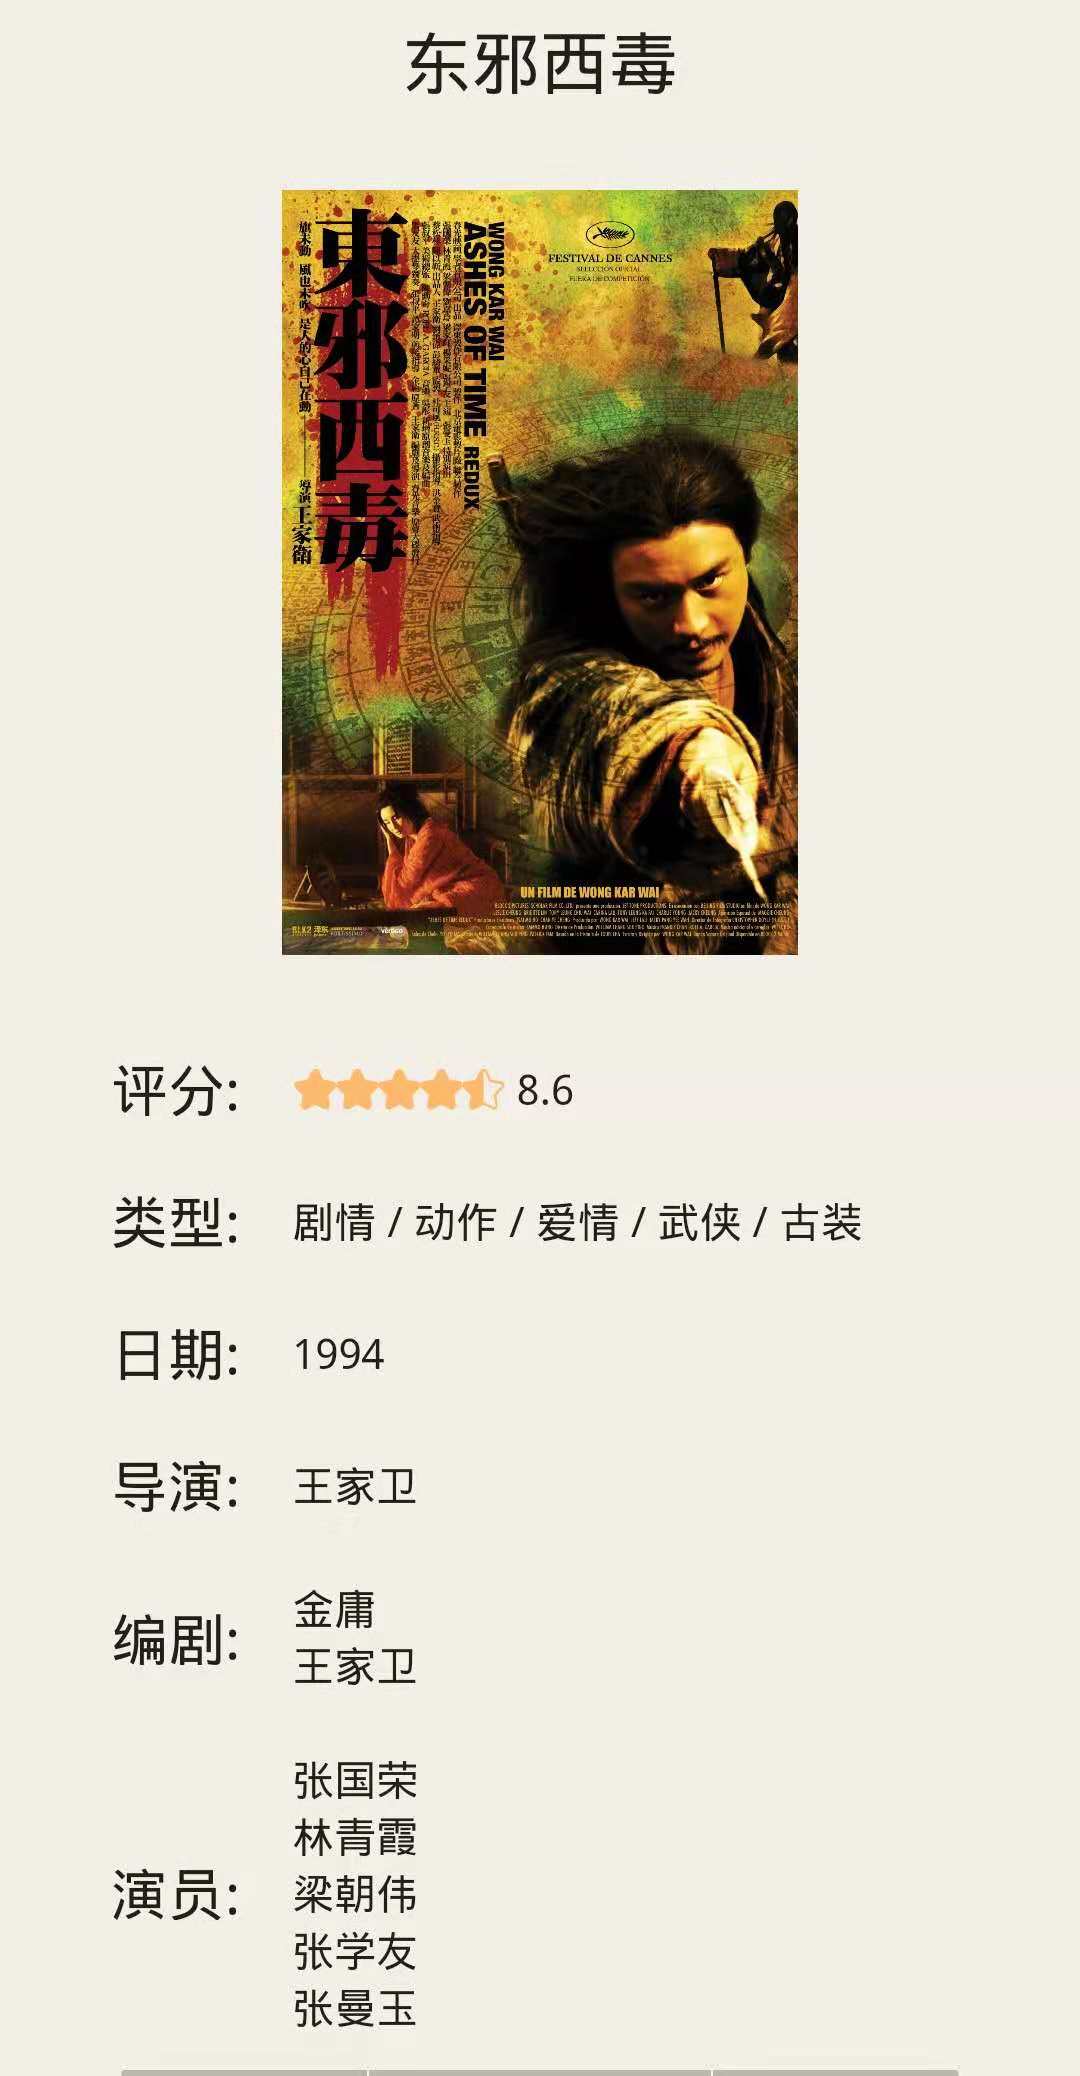 东邪西毒
旗未動 風也未吹 是人的心自己在動
導演 王家衛
東邪西毒
WONG KAR WAI
ASHES OF TIME REDUX
FESTIVAL DE CANNES
SELECCIÓN OFICIAL
FUERA DE COMPETICIÓN
UN FILM DE WONG KAR WAI
评分: 8.6
类型: 剧情 / 动作 / 爱情 / 武侠 / 古装
日期: 1994
导演: 王家卫
编剧: 金庸
王家卫
演员: 张国荣
林青霞
梁朝伟
张学友
张曼玉